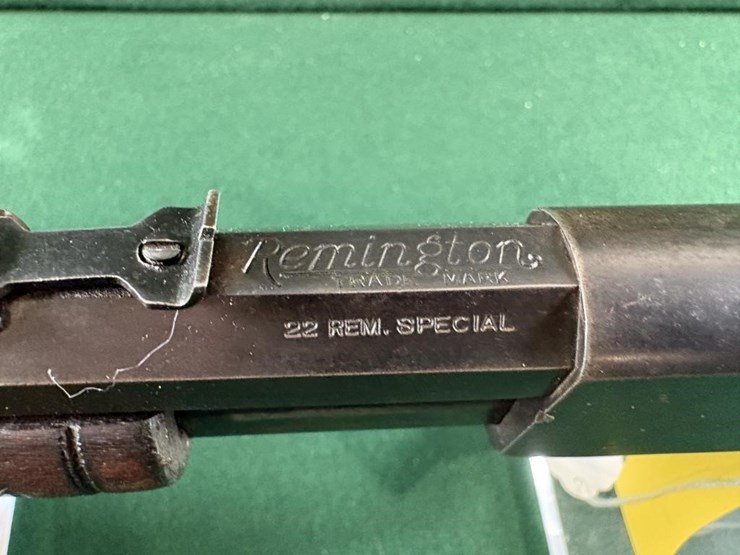 Remington
TRADE MARK
22 REM. SPECIAL